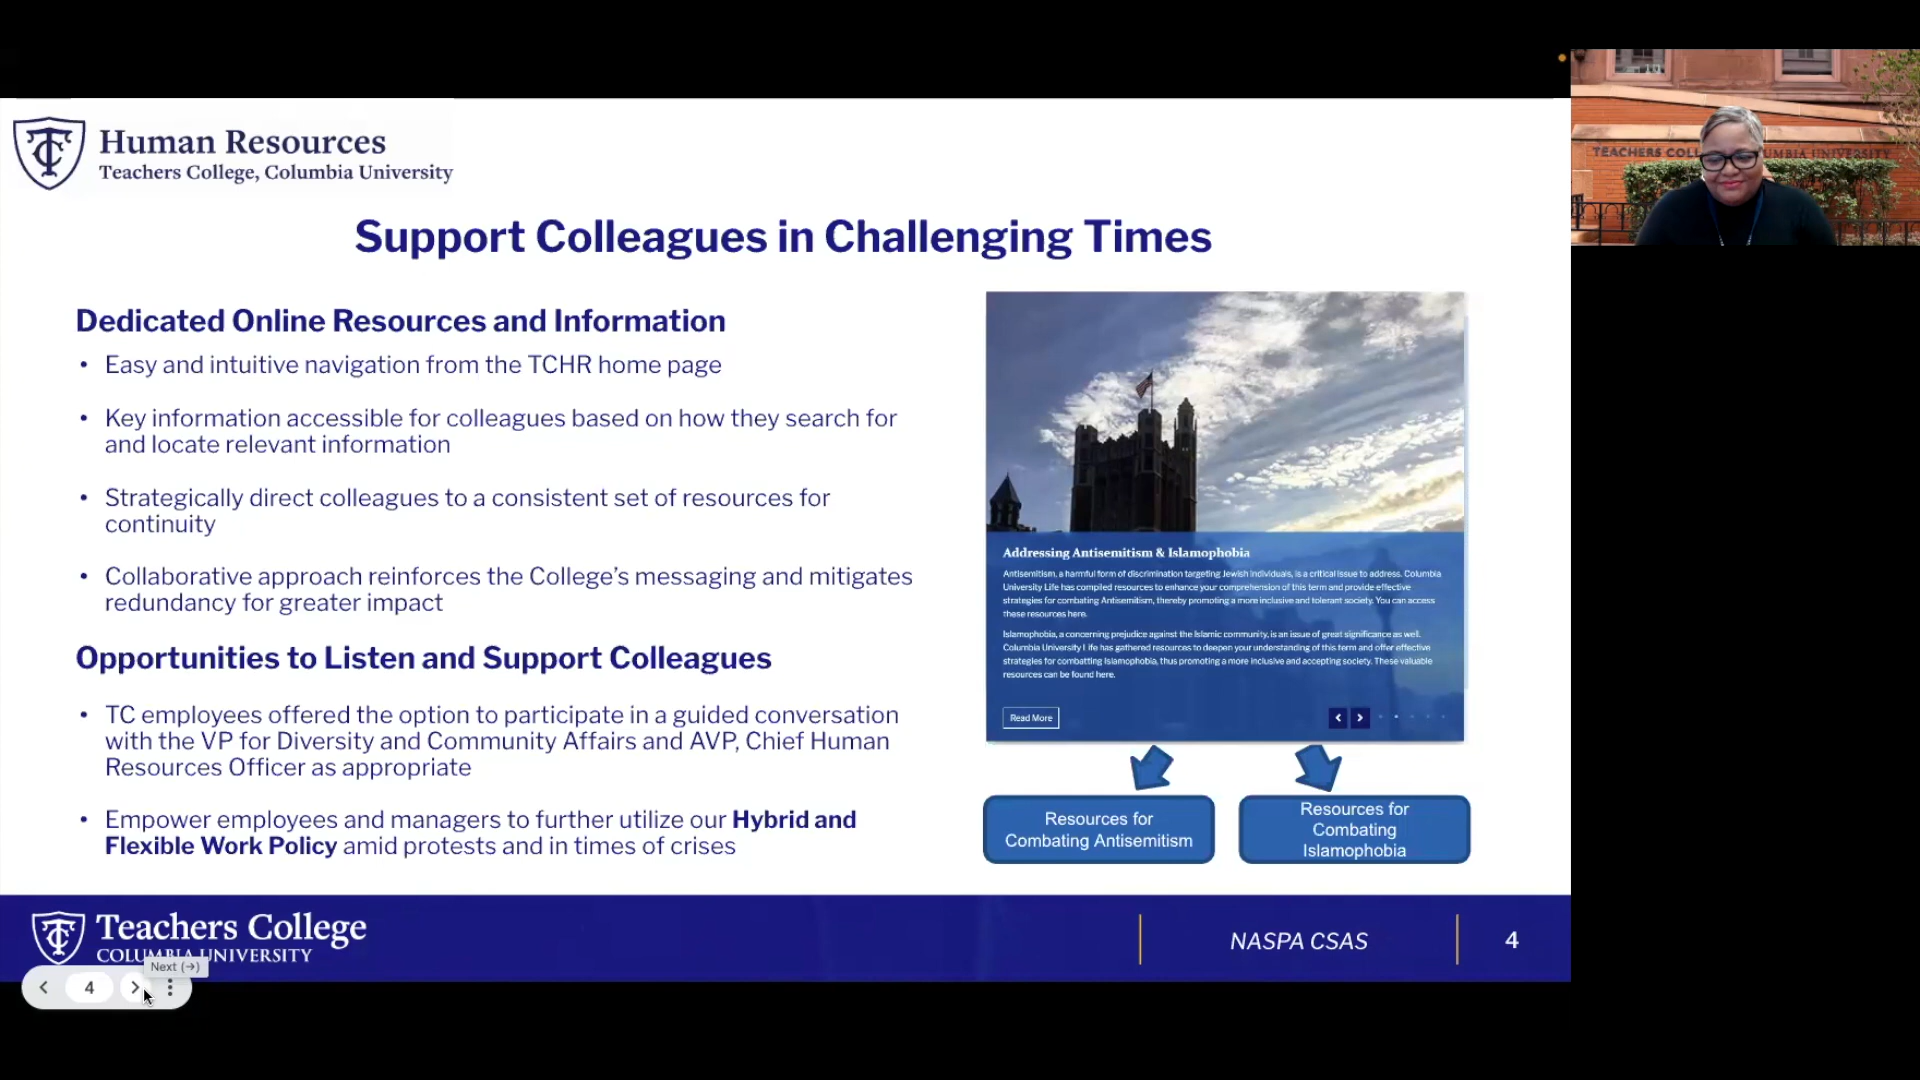 Human Resources
Teachers College, Columbia University
Support Colleagues in Challenging Times
Dedicated Online Resources and Information
• Easy and intuitive navigation from the TCHR home page
• Key information accessible for colleagues based on how they search for
and locate relevant information
• Strategically direct colleagues to a consistent set of resources for
continuity
• Collaborative approach reinforces the College's messaging and mitigates
redundancy for greater impact
Opportunities to Listen and Support Colleagues
• TC employees offered the option to participate in a guided conversation
with the VP for Diversity and Community Affairs and AVP, Chief Human
Resources Officer as appropriate
• Empower employees and managers to further utilize our Hybrid and
Flexible Work Policy amid protests and in times of crises
Addressing Antisemitism & Islamophobia
Antisemitism, a harmful form of discrimination targeting Jewish individuals, is a critical issue to address. Columbia
University Life has compiled resources to enhance your comprehension of this term and provide effective
strategies for combating Antisemitism, thereby promoting a more inclusive and tolerant society. You can access
these resources here.
Islamophobia, a concerning prejudice against the Islamic community, is an issue of great significance as well.
Columbia University Life has gathered resources to deepen your understanding of this term and offer effective
strategies for combatting Islamophobia, thus promoting a more inclusive and accepting society. These valuable
resources can be found here.
Read More
Resources for
Combating Antisemitism
Resources for
Combating
Islamophobia
Teachers College
COLUMBIA UNIVERSITY
NASPA CSAS
4
Next (→)
4
TEACHERS COL UMBIA UNIVERSITY